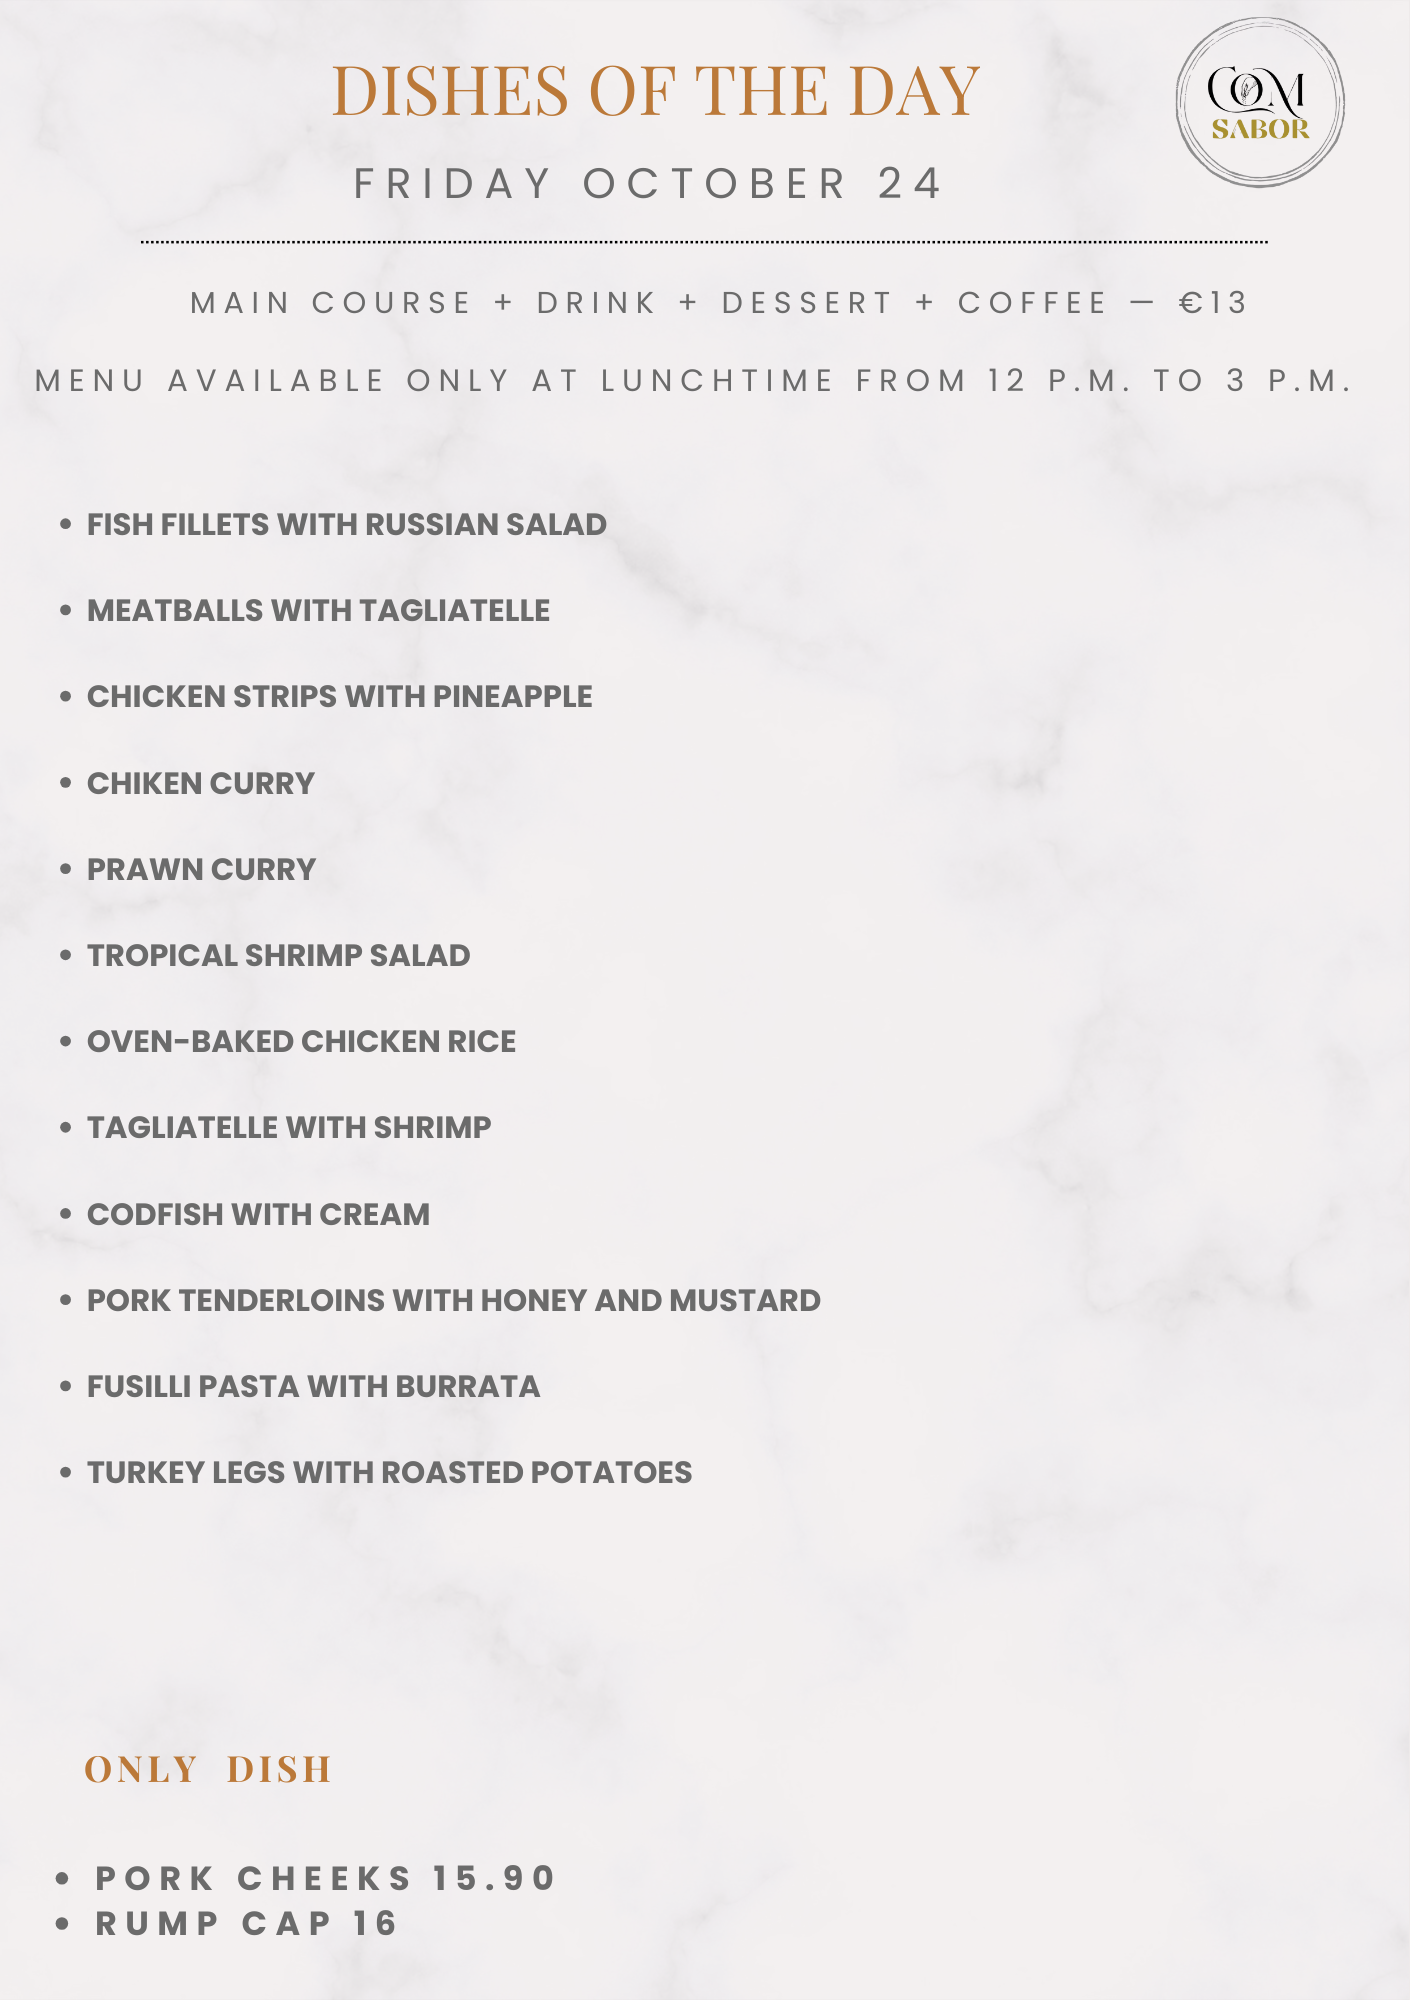 DISHES OF THE DAY
COM
SABOR
FRIDAY OCTOBER 24
MAIN COURSE + DRINK + DESSERT + COFFEE — €13
MENU AVAILABLE ONLY AT LUNCHTIME FROM 12 P.M. TO 3 P.M.
• FISH FILLETS WITH RUSSIAN SALAD
• MEATBALLS WITH TAGLIATELLE
• CHICKEN STRIPS WITH PINEAPPLE
• CHIKEN CURRY
• PRAWN CURRY
• TROPICAL SHRIMP SALAD
• OVEN-BAKED CHICKEN RICE
• TAGLIATELLE WITH SHRIMP
• CODFISH WITH CREAM
• PORK TENDERLOINS WITH HONEY AND MUSTARD
• FUSILLI PASTA WITH BURRATA
• TURKEY LEGS WITH ROASTED POTATOES
ONLY DISH
• PORK CHEEKS 15.90
• RUMP CAP 16